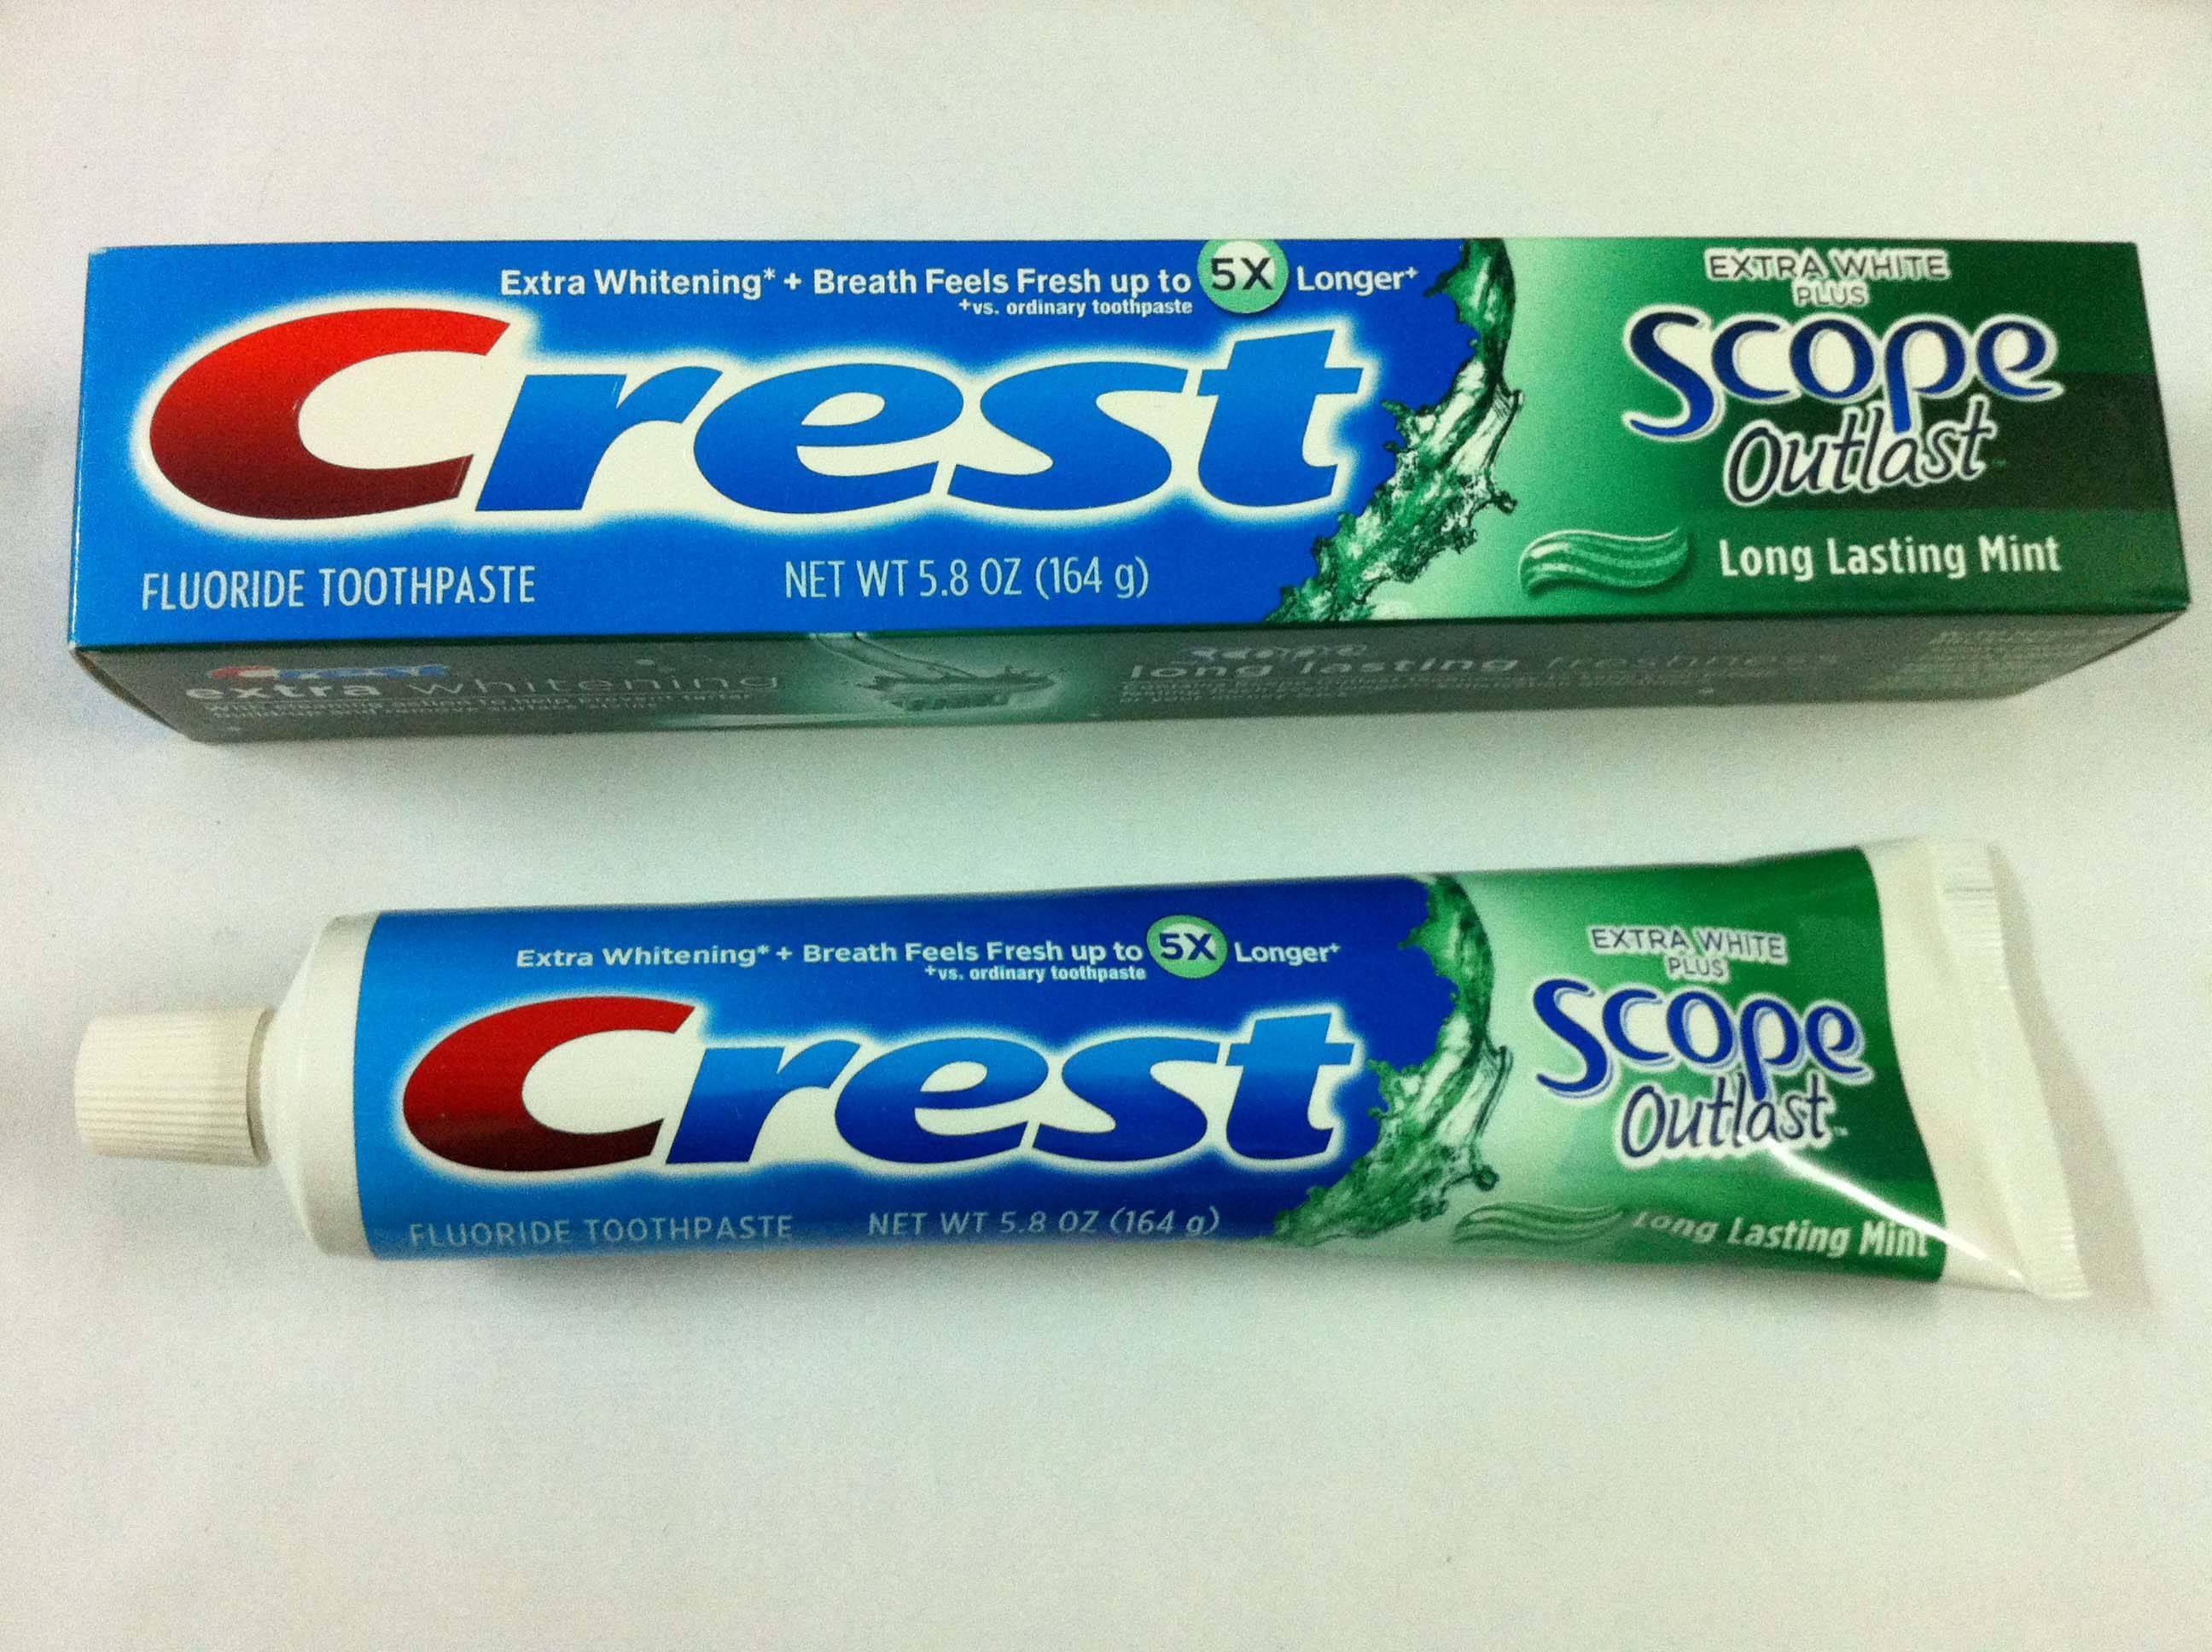 Extra Whitening* + Breath Feels Fresh up to 5X Longer+
+vs. ordinary toothpaste
Crest
FLUORIDE TOOTHPASTE
NET WT 5.8 OZ (164 g)
EXTRA WHITE
PLUS
Scope
Outlast
Long Lasting Mint
Crest
extra whitening
Scope
long lasting freshness
Extra Whitening* + Breath Feels Fresh up to 5X Longer+
+vs. ordinary toothpaste
Crest
FLUORIDE TOOTHPASTE
NET WT 5.8 OZ (164 g)
EXTRA WHITE
PLUS
Scope
Outlast™
Long Lasting Mint